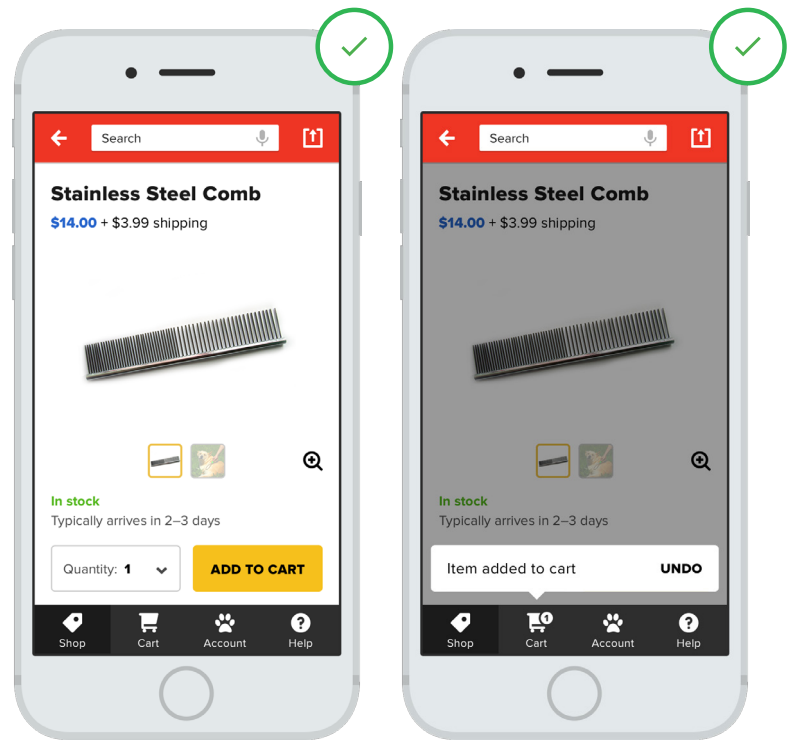 Search
Stainless Steel Comb
$14.00 + $3.99 shipping
In stock
Typically arrives in 2–3 days
Quantity: 1
ADD TO CART
Shop
Cart
Account
Help
Search
Stainless Steel Comb
$14.00 + $3.99 shipping
In stock
Typically arrives in 2–3 days
Item added to cart
UNDO
1
Shop
Cart
Account
Help